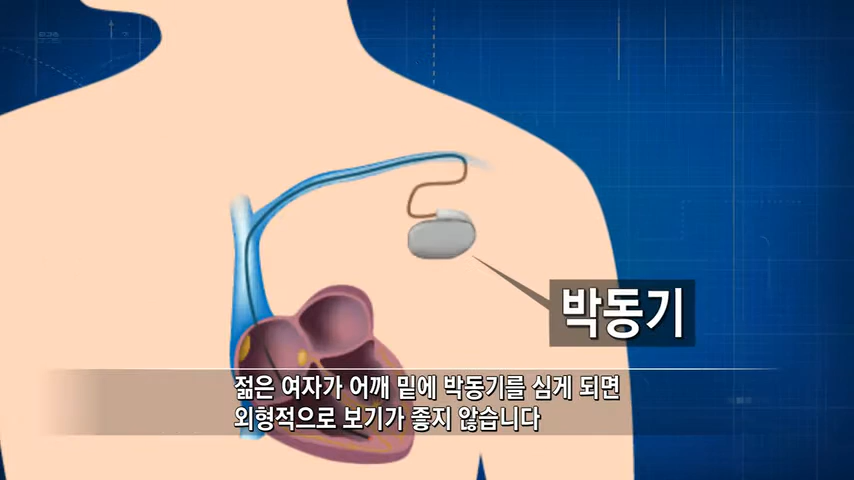 박동기
젊은 여자가 어깨 밑에 박동기를 심게 되면
외형적으로 보기가 좋지 않습니다